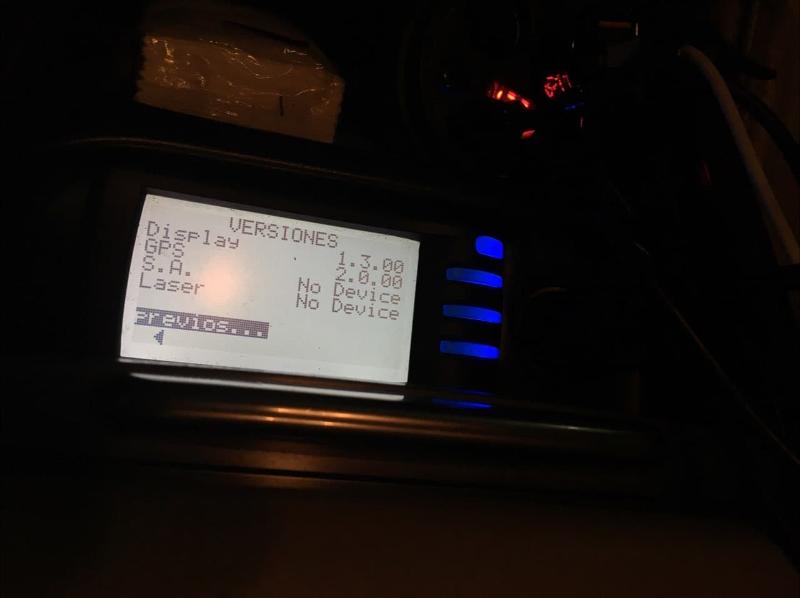 VERSIONES
Display 1.3.00
GPS 2.0.00
S.A. No Device
Laser No Device
Previos...